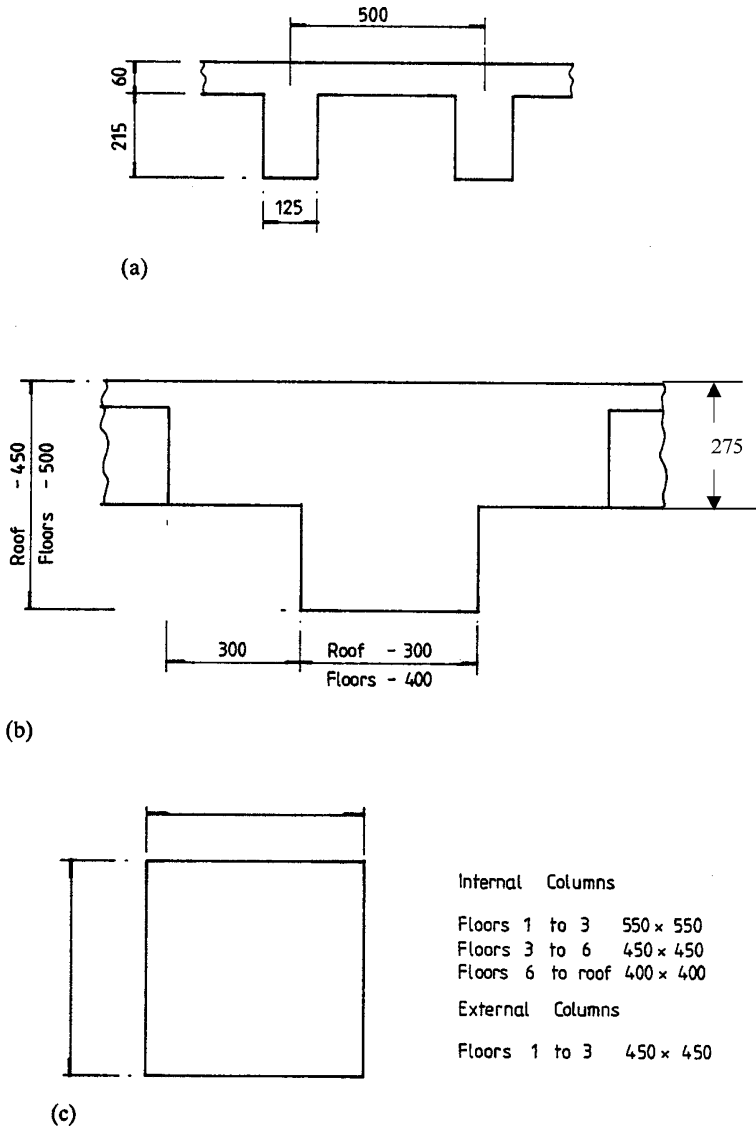 500
60
215
125
(a)
Roof - 450
Floors - 500
275
300
Roof - 300
Floors - 400
(b)
Internal Columns
Floors 1 to 3 550 × 550
Floors 3 to 6 450 × 450
Floors 6 to roof 400 × 400
External Columns
Floors 1 to 3 450 × 450
(c)